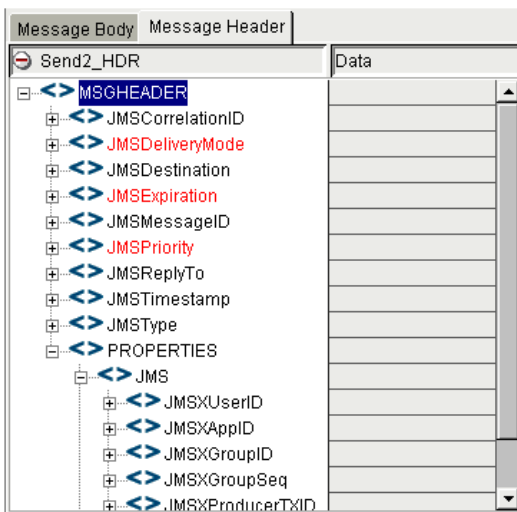 Message Body Message Header
Send2_HDR Data
MSGHEADER
JMSCorrelationID
JMSDeliveryMode
JMSDestination
JMSExpiration
JMSMessageID
JMSPriority
JMSReplyTo
JMSTimestamp
JMSType
PROPERTIES
JMS
JMSXUserID
JMSXAppID
JMSXGroupID
JMSXGroupSeq
JMSXProducerTXID